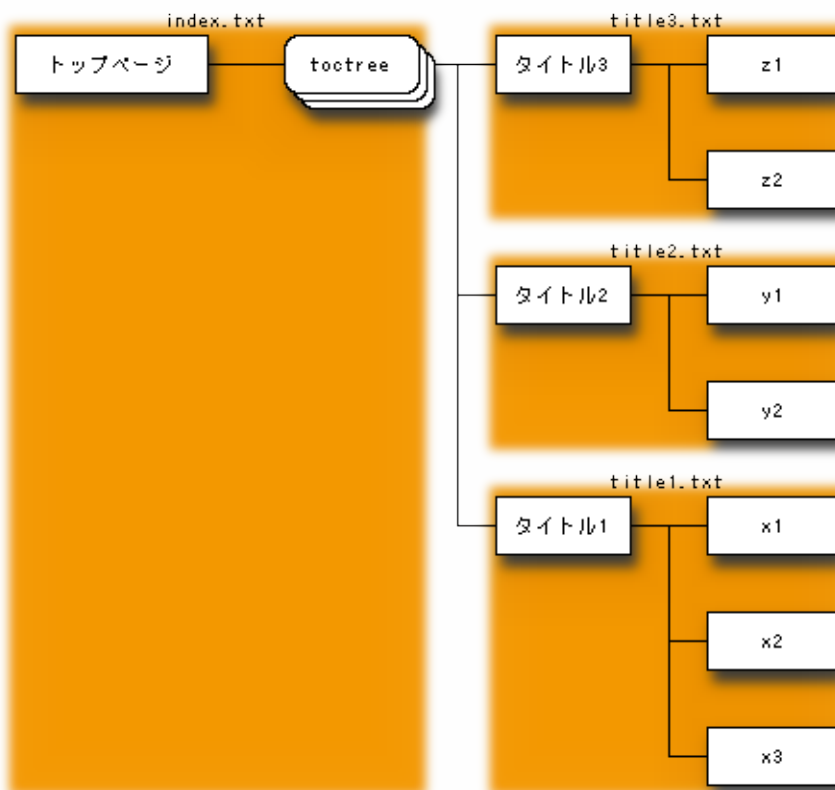 index.txt
トップページ
toctree
title3.txt
タイトル3
z1
z2
title2.txt
タイトル2
y1
y2
title1.txt
タイトル1
x1
x2
x3